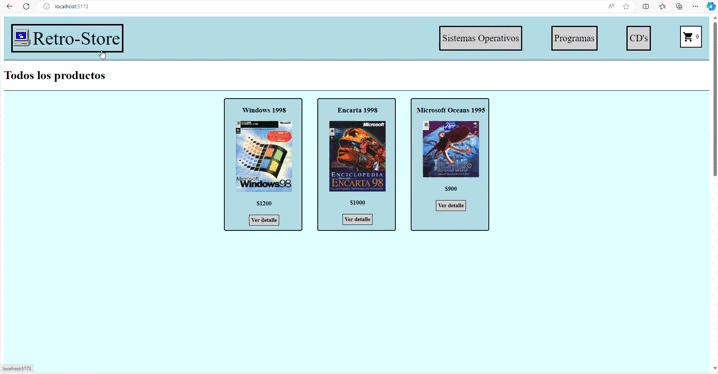 localhost:5173
Retro-Store
Sistemas Operativos
Programas
CD's
0
Todos los productos
Windows 1998
Encarta 1998
Microsoft Oceans 1995
Microsoft
Windows98
Microsoft
ENCICLOPEDIA
ENCARTA 98
$1200
$1000
$900
Ver detalle
Ver detalle
Ver detalle
localhost:5173